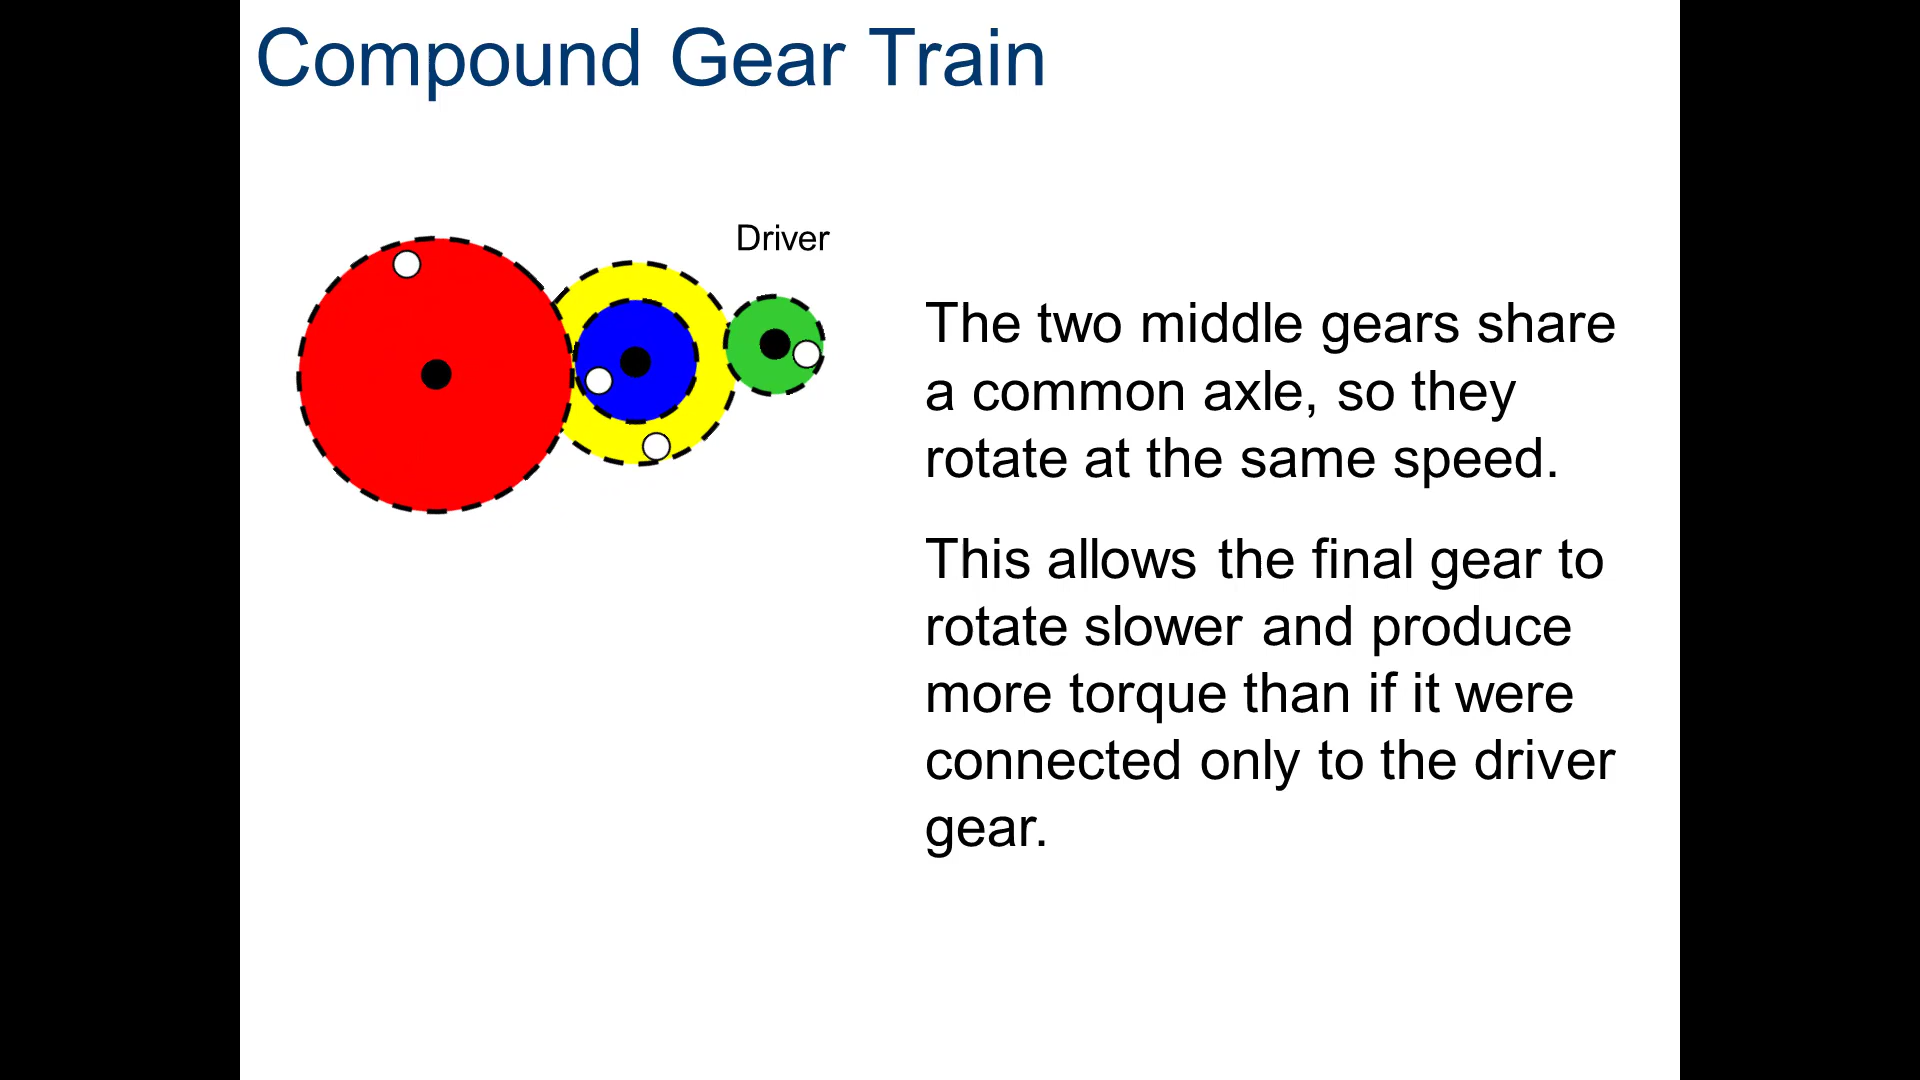 Compound Gear Train
Driver
The two middle gears share
a common axle, so they
rotate at the same speed.
This allows the final gear to
rotate slower and produce
more torque than if it were
connected only to the driver
gear.